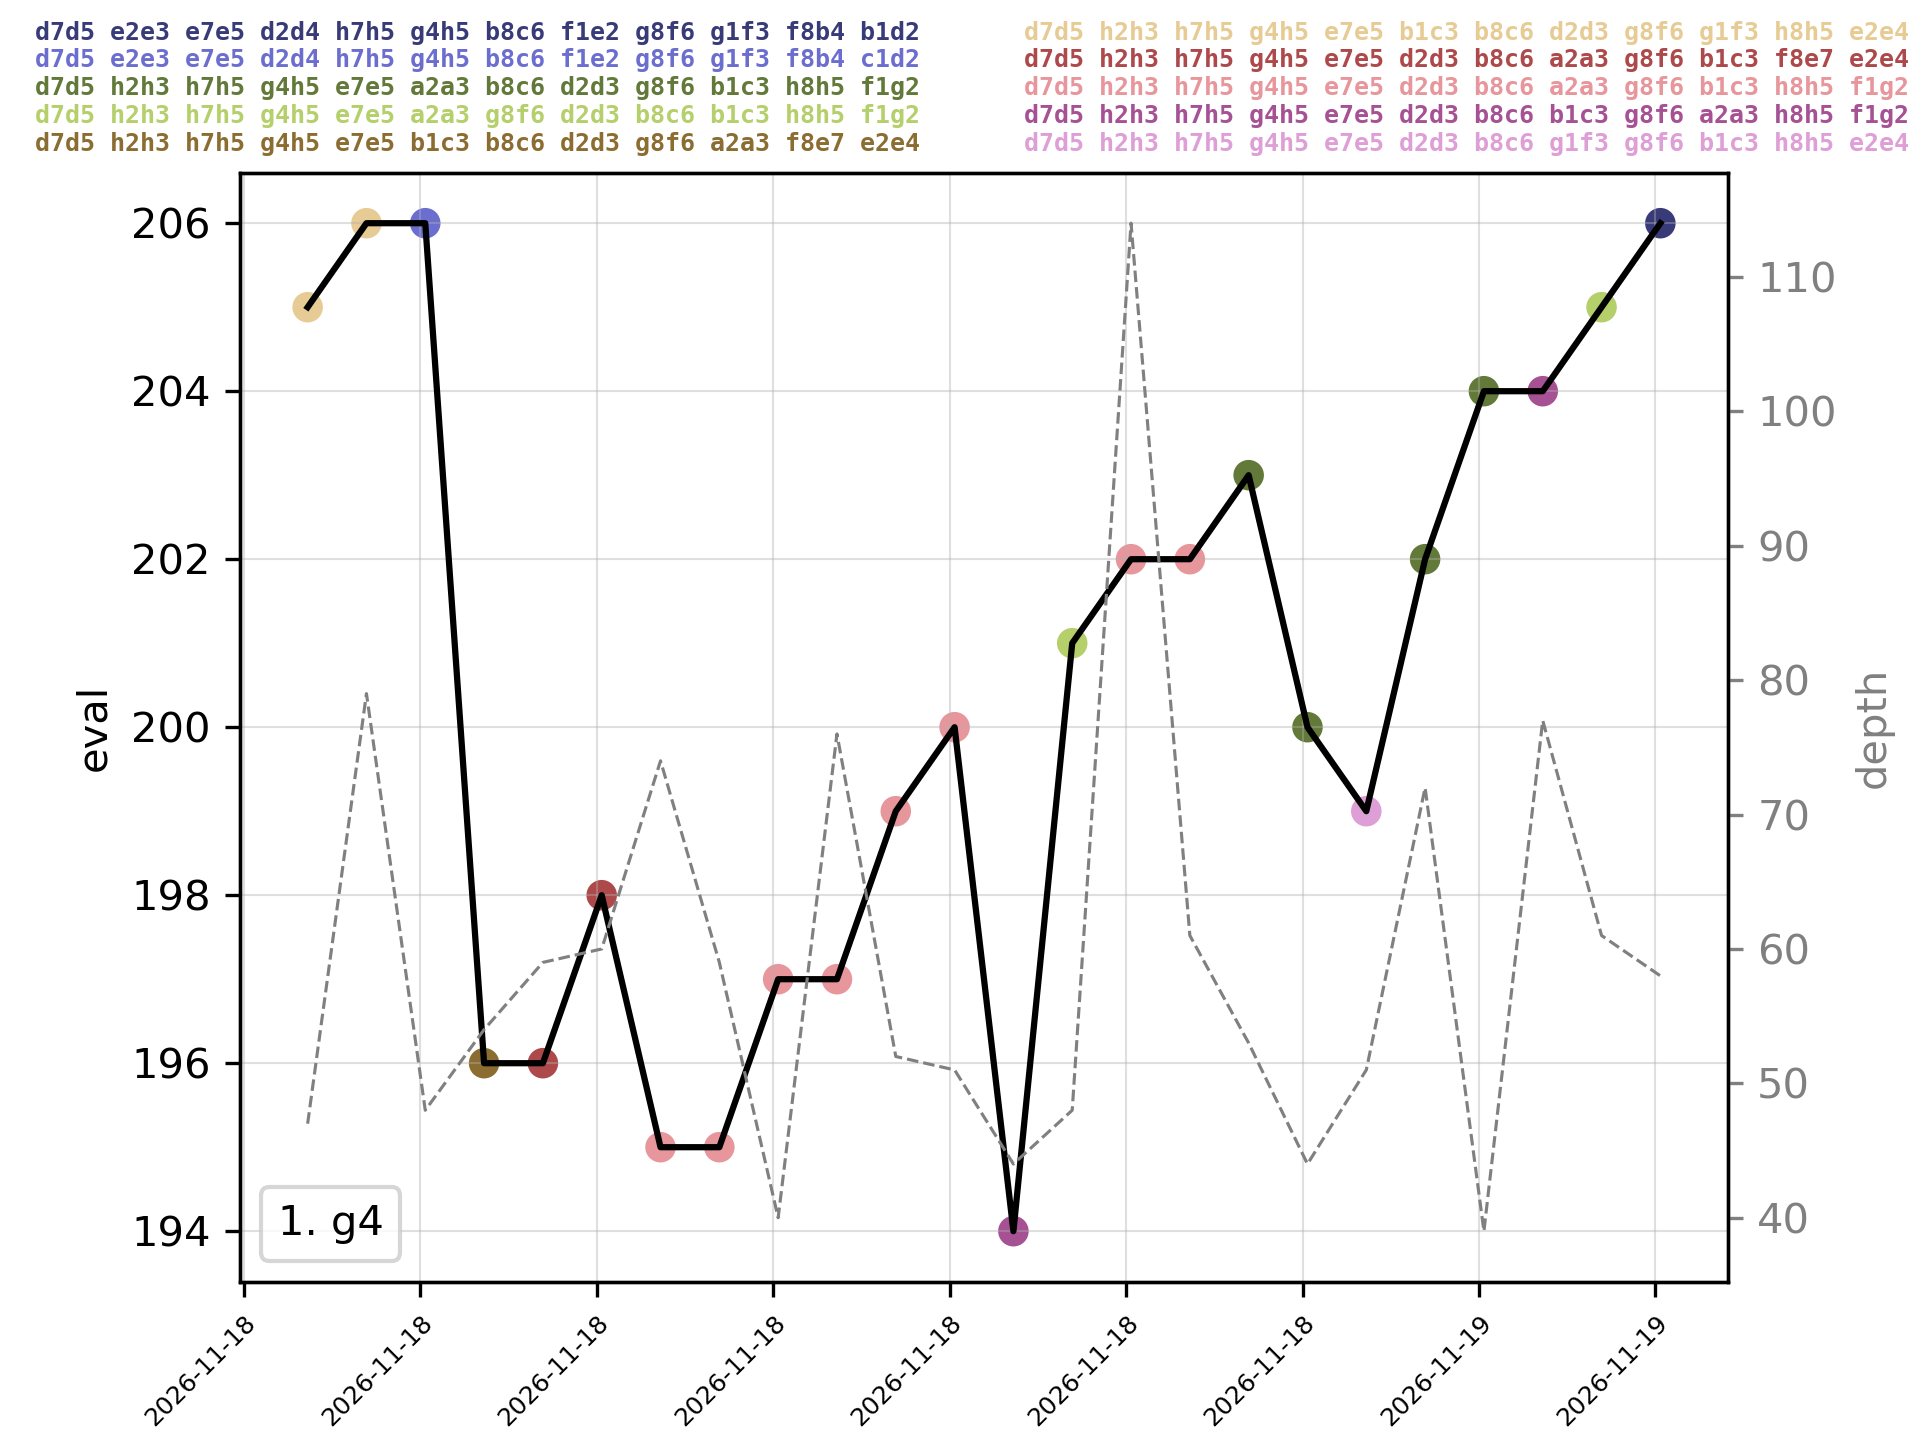 d7d5 e2e3 e7e5 d2d4 h7h5 g4h5 b8c6 f1e2 g8f6 g1f3 f8b4 b1d2
d7d5 e2e3 e7e5 d2d4 h7h5 g4h5 b8c6 f1e2 g8f6 g1f3 f8b4 c1d2
d7d5 h2h3 h7h5 g4h5 e7e5 a2a3 b8c6 d2d3 g8f6 b1c3 h8h5 f1g2
d7d5 h2h3 h7h5 g4h5 e7e5 a2a3 g8f6 d2d3 b8c6 b1c3 h8h5 f1g2
d7d5 h2h3 h7h5 g4h5 e7e5 b1c3 b8c6 d2d3 g8f6 a2a3 f8e7 e2e4
d7d5 h2h3 h7h5 g4h5 e7e5 b1c3 b8c6 d2d3 g8f6 g1f3 h8h5 e2e4
d7d5 h2h3 h7h5 g4h5 e7e5 d2d3 b8c6 a2a3 g8f6 b1c3 f8e7 e2e4
d7d5 h2h3 h7h5 g4h5 e7e5 d2d3 b8c6 a2a3 g8f6 b1c3 h8h5 f1g2
d7d5 h2h3 h7h5 g4h5 e7e5 d2d3 b8c6 b1c3 g8f6 a2a3 h8h5 f1g2
d7d5 h2h3 h7h5 g4h5 e7e5 d2d3 b8c6 g1f3 g8f6 b1c3 h8h5 e2e4
206
204
202
200
198
196
194
eval
110
100
90
80
70
60
50
40
depth
1. g4
2026-11-18
2026-11-18
2026-11-18
2026-11-18
2026-11-18
2026-11-18
2026-11-18
2026-11-19
2026-11-19